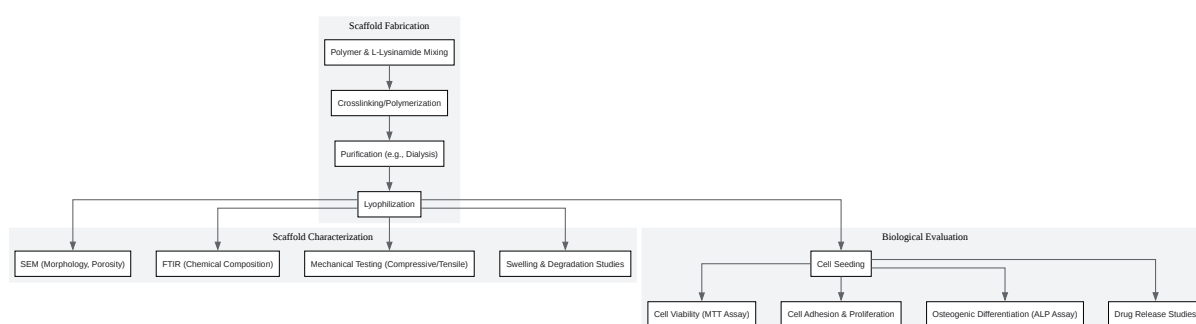 Scaffold Fabrication
Polymer & L-Lysinamide Mixing
Crosslinking/Polymerization
Purification (e.g., Dialysis)
Lyophilization
Scaffold Characterization
SEM (Morphology, Porosity)
FTIR (Chemical Composition)
Mechanical Testing (Compressive/Tensile)
Swelling & Degradation Studies
Biological Evaluation
Cell Seeding
Cell Viability (MTT Assay)
Cell Adhesion & Proliferation
Osteogenic Differentiation (ALP Assay)
Drug Release Studies